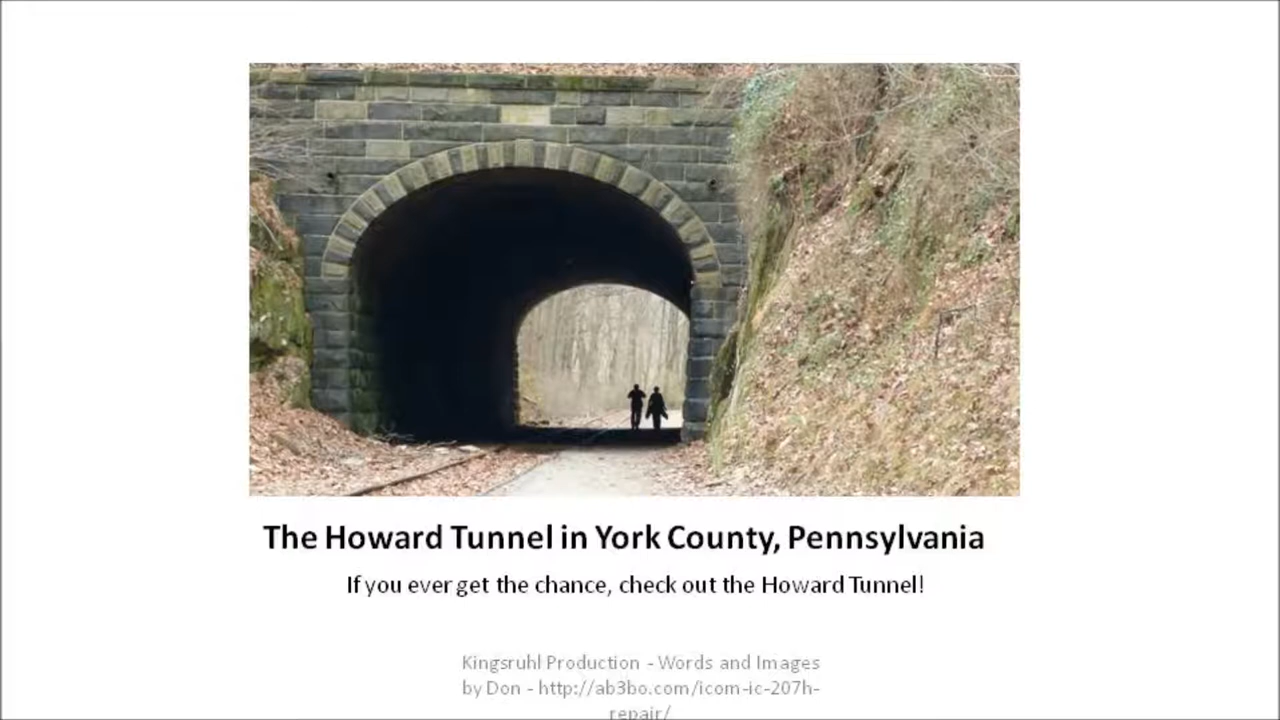 The Howard Tunnel in York County, Pennsylvania
If you ever get the chance, check out the Howard Tunnel!
Kingsruhl Production - Words and Images
by Don - http://ab3bo.com/icom-ic-207h-
repair/